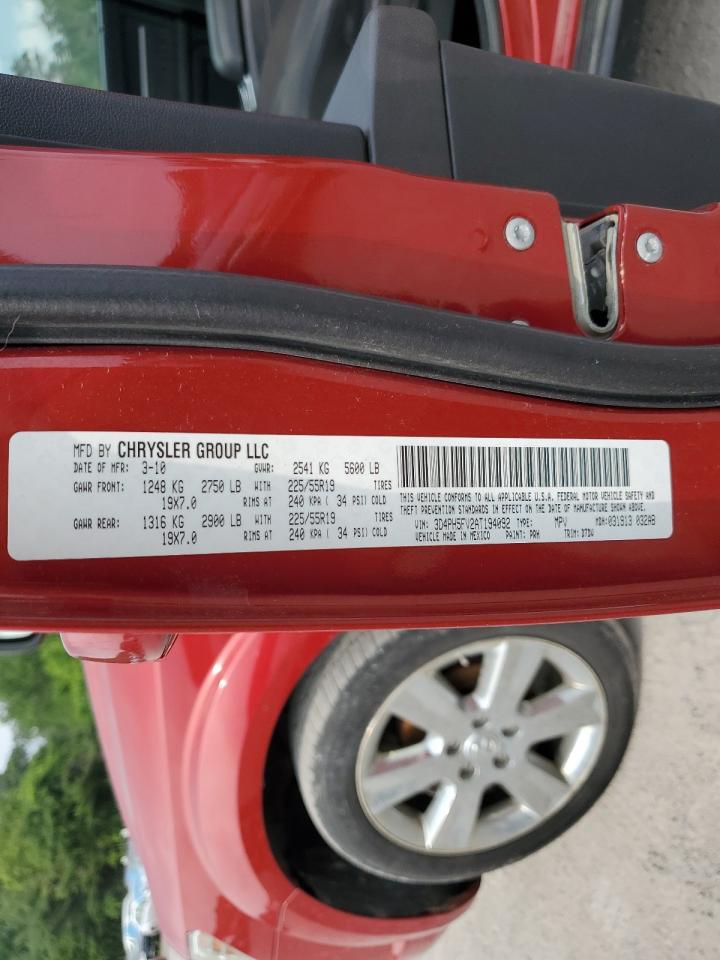 MFD BY CHRYSLER GROUP LLC
DATE OF MFR: 3-10 GVWR: 2541 KG 5600 LB
GAWR FRONT: 1248 KG 2750 LB WITH 225/55R19 TIRES
19X7.0 RIMS AT 240 KPA ( 34 PSI) COLD
GAWR REAR: 1316 KG 2900 LB WITH 225/55R19 TIRES
19X7.0 RIMS AT 240 KPA ( 34 PSI) COLD
THIS VEHICLE CONFORMS TO ALL APPLICABLE U.S.A. FEDERAL MOTOR VEHICLE SAFETY AND
THEFT PREVENTION STANDARDS IN EFFECT ON THE DATE OF MANUFACTURE SHOWN ABOVE.
VIN: 3D4PH5FV2AT194092 TYPE: MPV MDH:031913 032AB
VEHICLE MADE IN MEXICO PAINT: PRH TRIM: D7DV